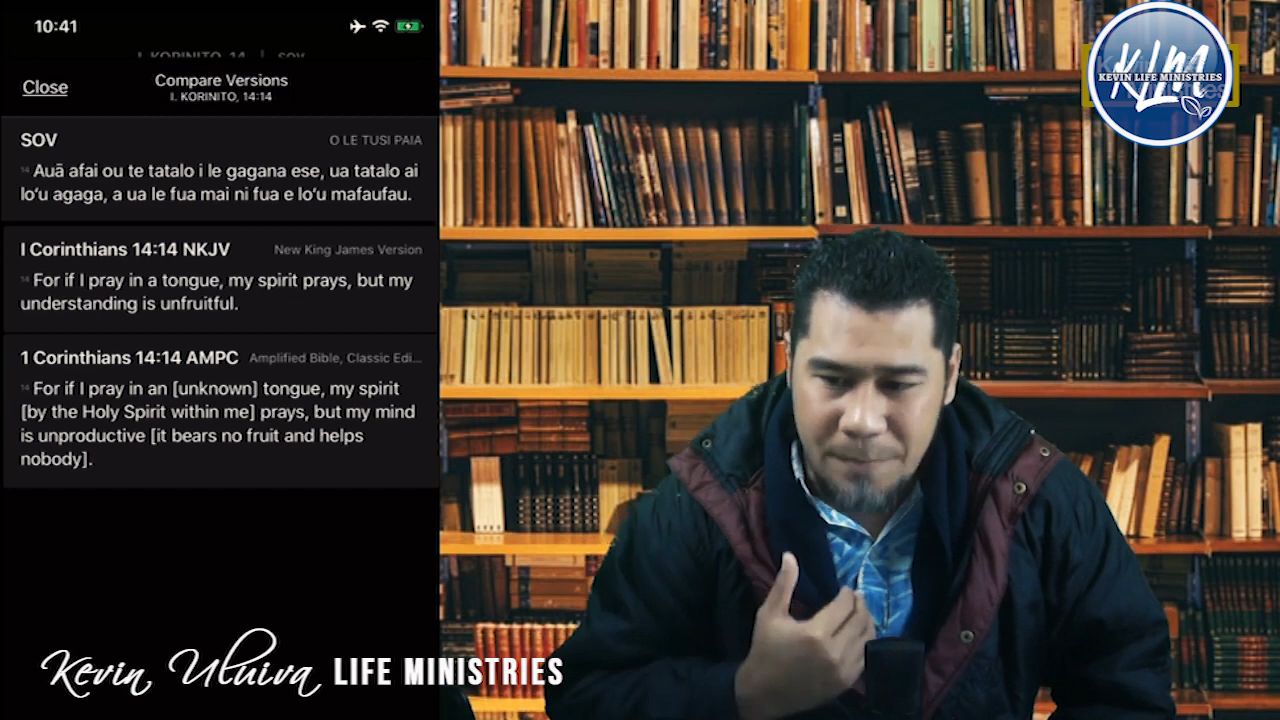 10:41
I. KORINITO, 14 | SOV
Close
Compare Versions
I. KORINITO, 14:14
SOV
O LE TUSI PAIA
14 Auā afai ou te tatalo i le gagana ese, ua tatalo ai
lo‘u agaga, a ua le fua mai ni fua e lo‘u mafaufau.
I Corinthians 14:14 NKJV
New King James Version
14 For if I pray in a tongue, my spirit prays, but my
understanding is unfruitful.
1 Corinthians 14:14 AMPC
Amplified Bible, Classic Edi...
14 For if I pray in an [unknown] tongue, my spirit
[by the Holy Spirit within me] prays, but my mind
is unproductive [it bears no fruit and helps
nobody].
KLM
KEVIN LIFE MINISTRIES
Kevin Uluiva LIFE MINISTRIES